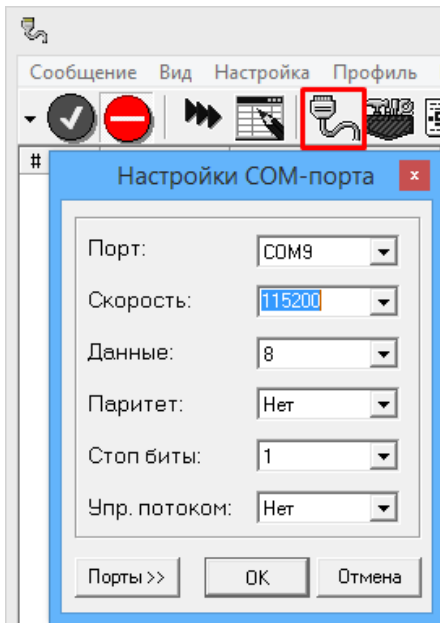 Сообщение Вид Настройка Профиль
#
Настройки COM-порта
Порт: COM9
Скорость: 115200
Данные: 8
Паритет: Нет
Стоп биты: 1
Упр. потоком: Нет
Порты >> OK Отмена